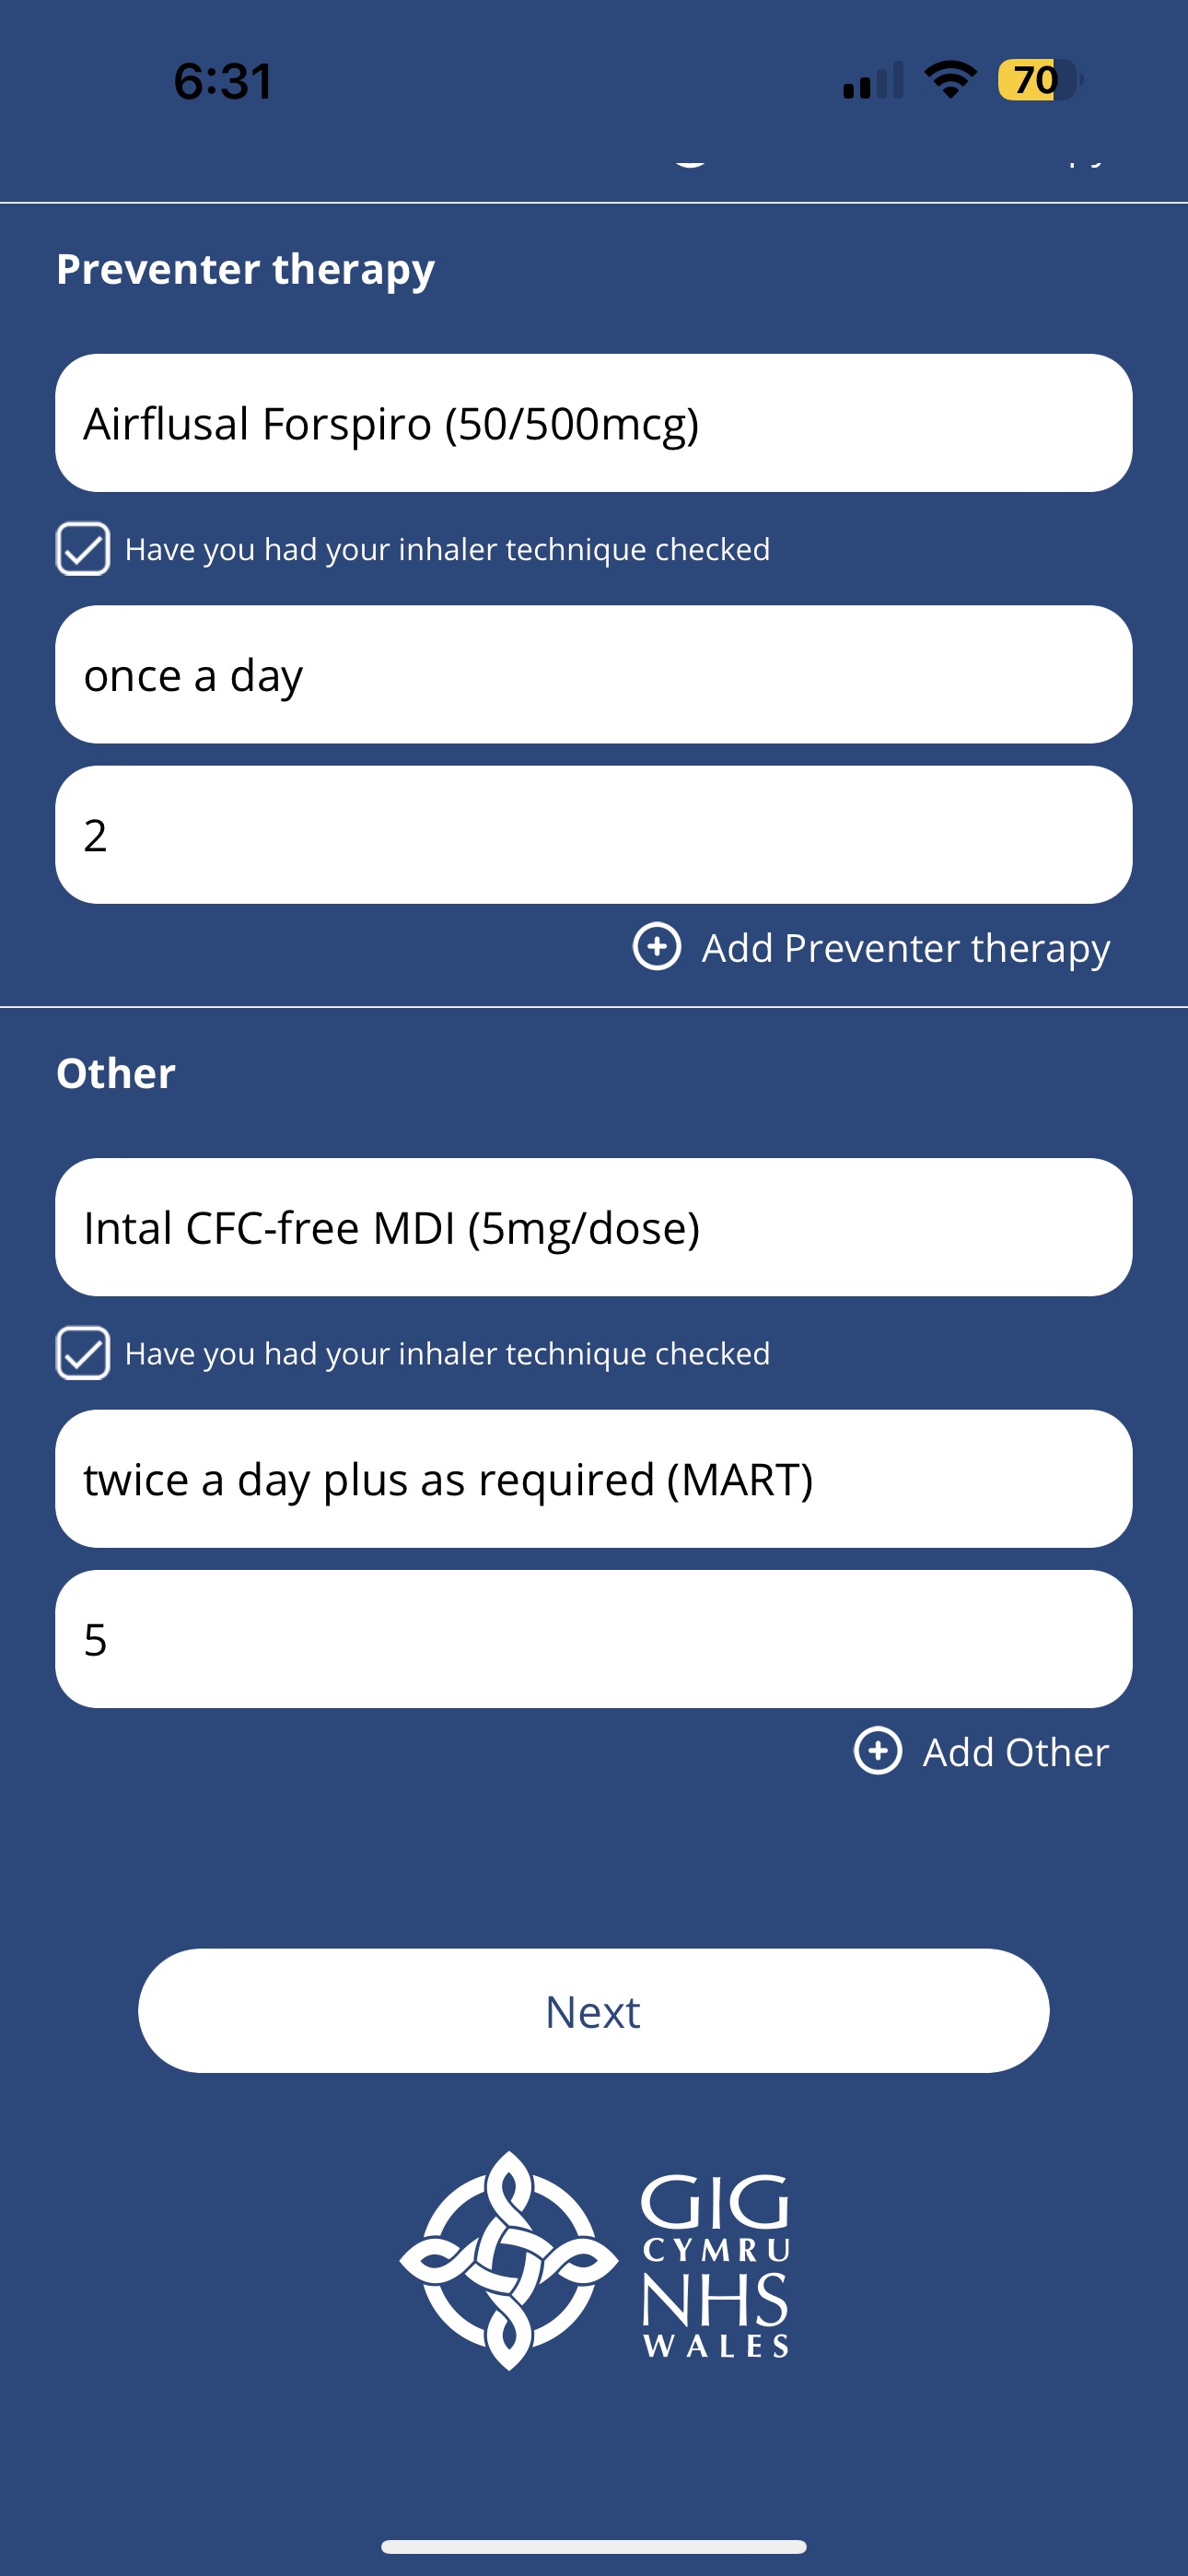 6:31
70
Preventer therapy
Airflusal Forspiro (50/500mcg)
Have you had your inhaler technique checked
once a day
2
Add Preventer therapy
Other
Intal CFC-free MDI (5mg/dose)
Have you had your inhaler technique checked
twice a day plus as required (MART)
5
Add Other
Next
GIG
CYMRU
NHS
WALES